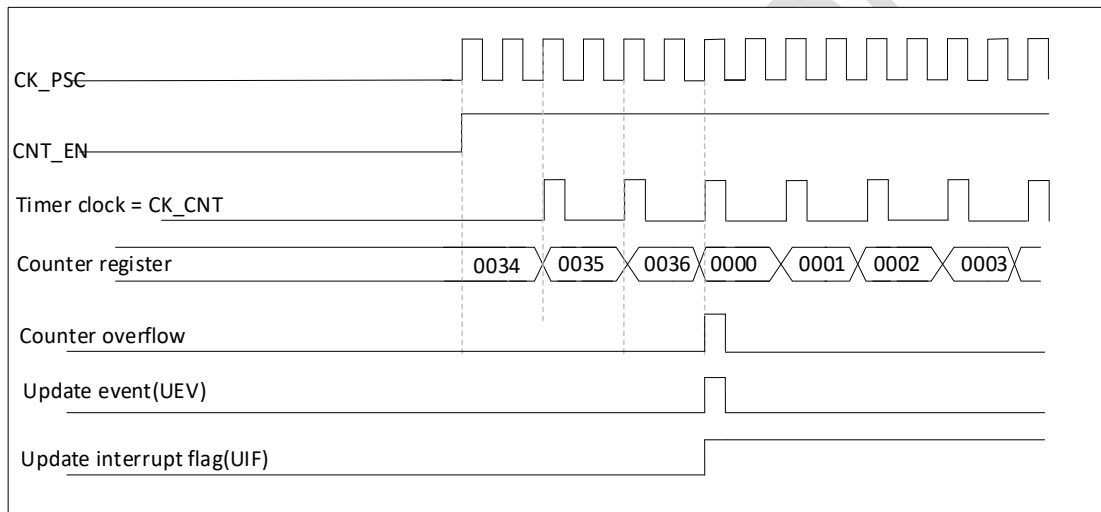 CK_PSC
CNT_EN
Timer clock = CK_CNT
Counter register 0034 0035 0036 0000 0001 0002 0003
Counter overflow
Update event(UEV)
Update interrupt flag(UIF)